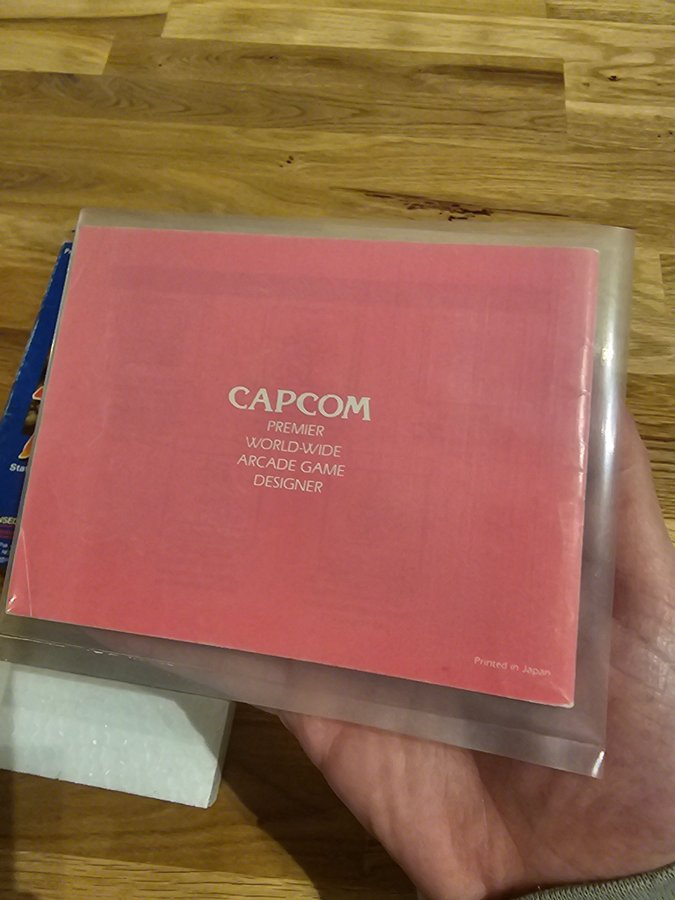 CAPCOM
PREMIER
WORLD-WIDE
ARCADE GAME
DESIGNER
Printed in Japan